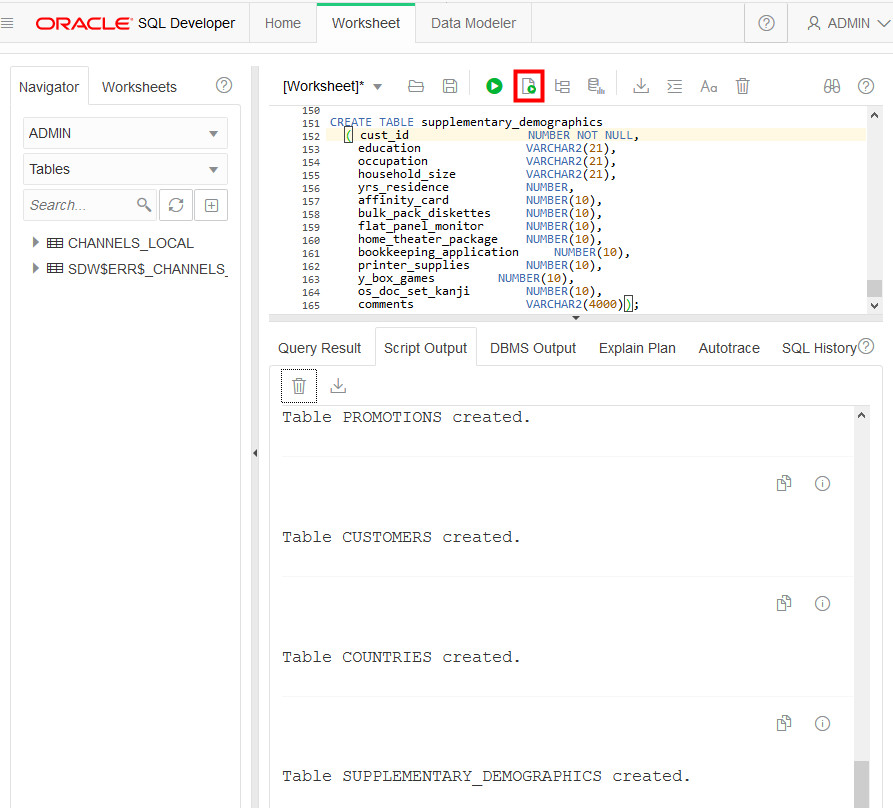 ORACLE SQL Developer Home Worksheet Data Modeler ADMIN
Navigator Worksheets
ADMIN
Tables
Search...
CHANNELS_LOCAL
SDW$ERR$_CHANNELS_
[Worksheet]* Aa
150
151 CREATE TABLE supplementary_demographics
152 ( cust_id NUMBER NOT NULL,
153 education VARCHAR2(21),
154 occupation VARCHAR2(21),
155 household_size VARCHAR2(21),
156 yrs_residence NUMBER,
157 affinity_card NUMBER(10),
158 bulk_pack_diskettes NUMBER(10),
159 flat_panel_monitor NUMBER(10),
160 home_theater_package NUMBER(10),
161 bookkeeping_application NUMBER(10),
162 printer_supplies NUMBER(10),
163 y_box_games NUMBER(10),
164 os_doc_set_kanji NUMBER(10),
165 comments VARCHAR2(4000));
Query Result Script Output DBMS Output Explain Plan Autotrace SQL History
Table PROMOTIONS created.
Table CUSTOMERS created.
Table COUNTRIES created.
Table SUPPLEMENTARY_DEMOGRAPHICS created.